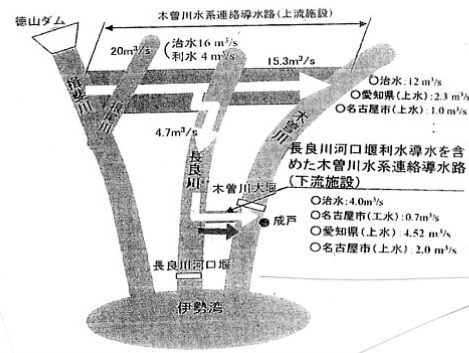 木曽川水系連絡導水路(上流施設)
徳山ダム
20m³/s
治水16 m³/s
利水 4 m³/s
15.3m³/s
○治水:12 m³/s
○愛知県(上水):2.3 m³/s
○名古屋市(上水):1.0 m³/s
揖斐川
木曽川
4.7m³/s
長良川
長良川河口堰利水導水を含
めた木曽川水系連絡導水路
(下流施設)
木曽川大堰
成戸
○治水:4.0m³/s
○名古屋市(工水):0.7m³/s
○愛知県(上水):4.52 m³/s
○名古屋市(上水):2.0 m³/s
長良川河口堰
伊勢湾